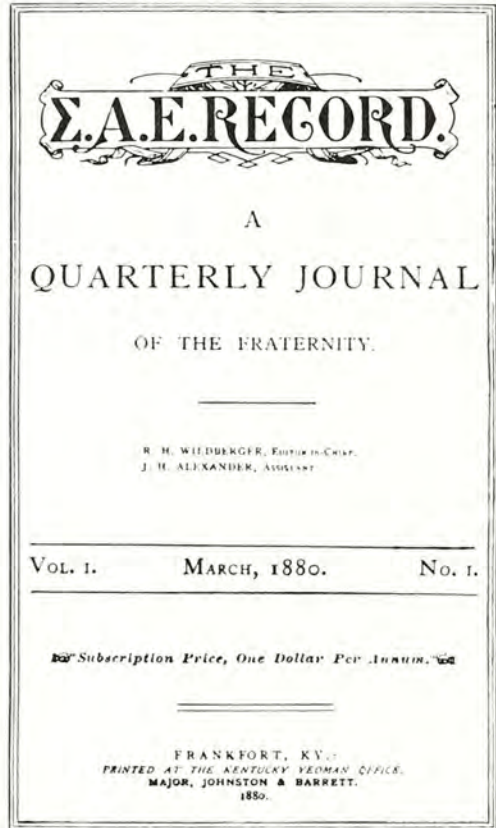 THE
Σ.A.E. RECORD.
A
QUARTERLY JOURNAL
OF THE FRATERNITY.
R. H. WILDBERGER, EDITOR-IN-CHIEF.
J. H. ALEXANDER, ASSISTANT
VOL. I. MARCH, 1880. NO. I.
Subscription Price, One Dollar Per Annum.
FRANKFORT, KY.:
PRINTED AT THE KENTUCKY YEOMAN OFFICE.
MAJOR, JOHNSTON & BARRETT.
1880.